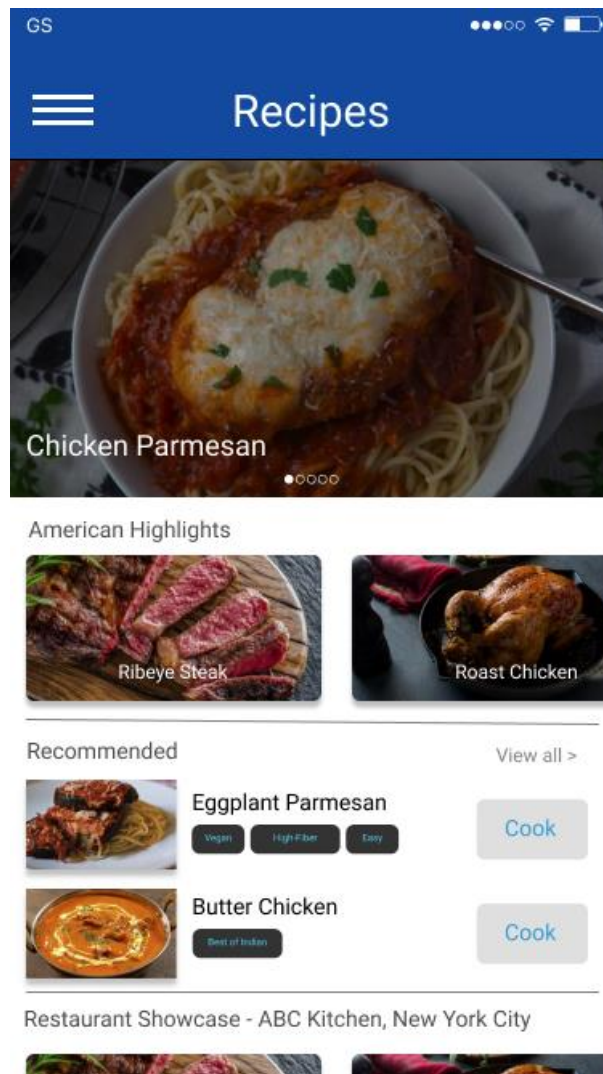 GS
Recipes
Chicken Parmesan
American Highlights
Ribeye Steak
Roast Chicken
Recommended
View all >
Eggplant Parmesan
Vegan
High-Fiber
Easy
Cook
Butter Chicken
Best of Indian
Cook
Restaurant Showcase - ABC Kitchen, New York City